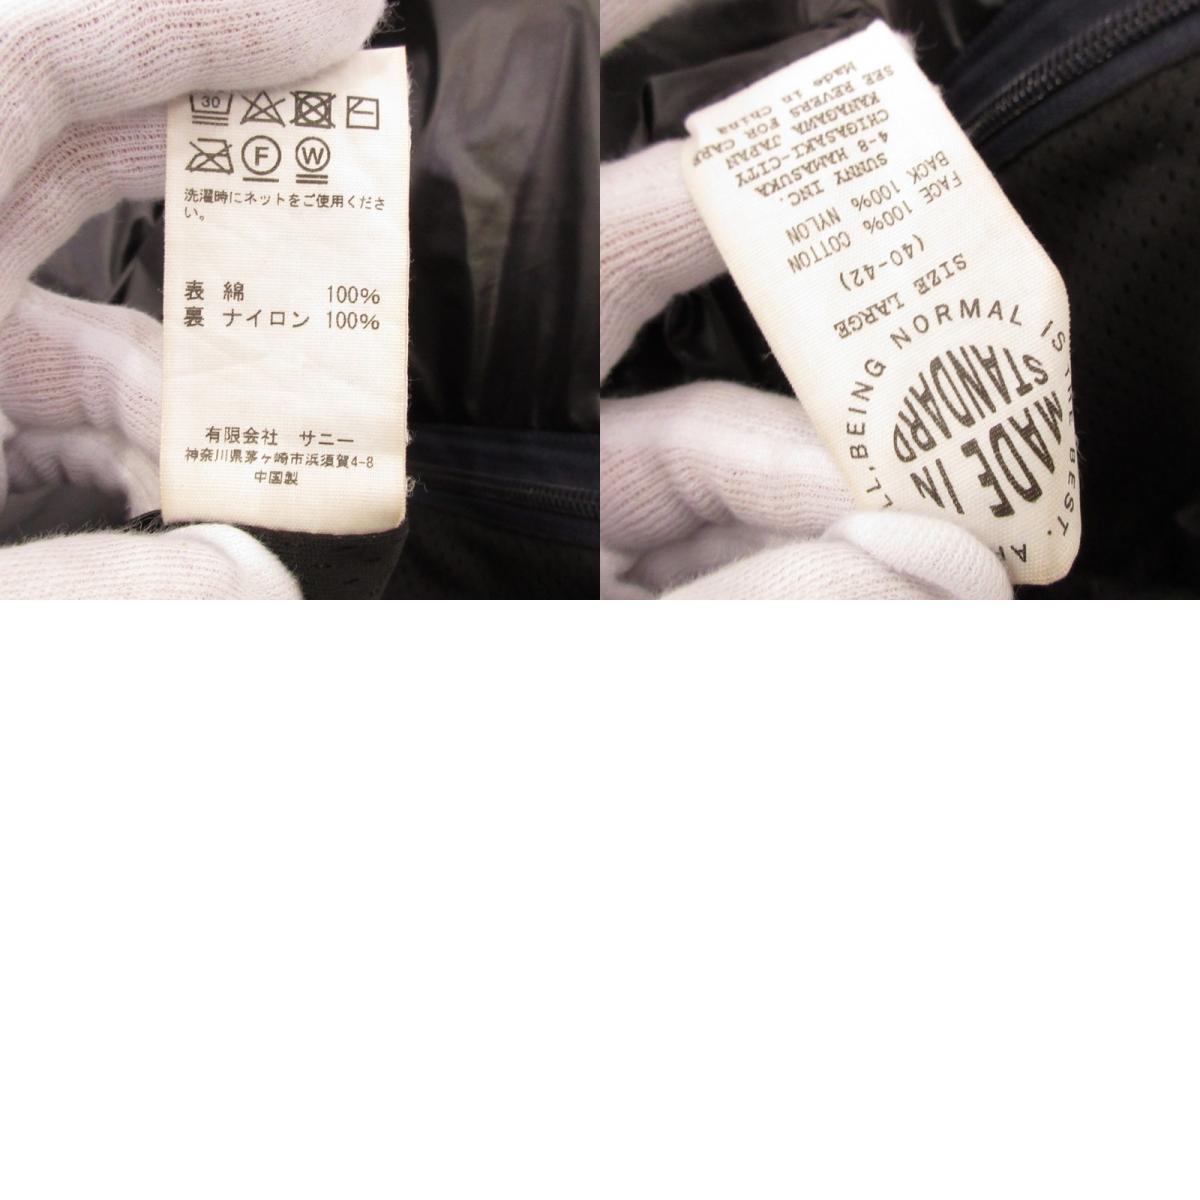 30
F W
洗濯時にネットをご使用くださ
い。
表 綿 100%
裏 ナイロン 100%
有限会社 サニー
神奈川県茅ヶ崎市浜須賀4-8
中国製
BEING NORMAL IS THE BEST.
MADE IN
STANDARD
SIZE LARGE
(40-42)
FACE 100% COTTON
BACK 100% NYLON
SUNNY INC.
4-8 HAMASUKA
CHIGASAKI-CITY
KANAGAWA JAPAN
SEE REVERS FOR CARE
Made in China